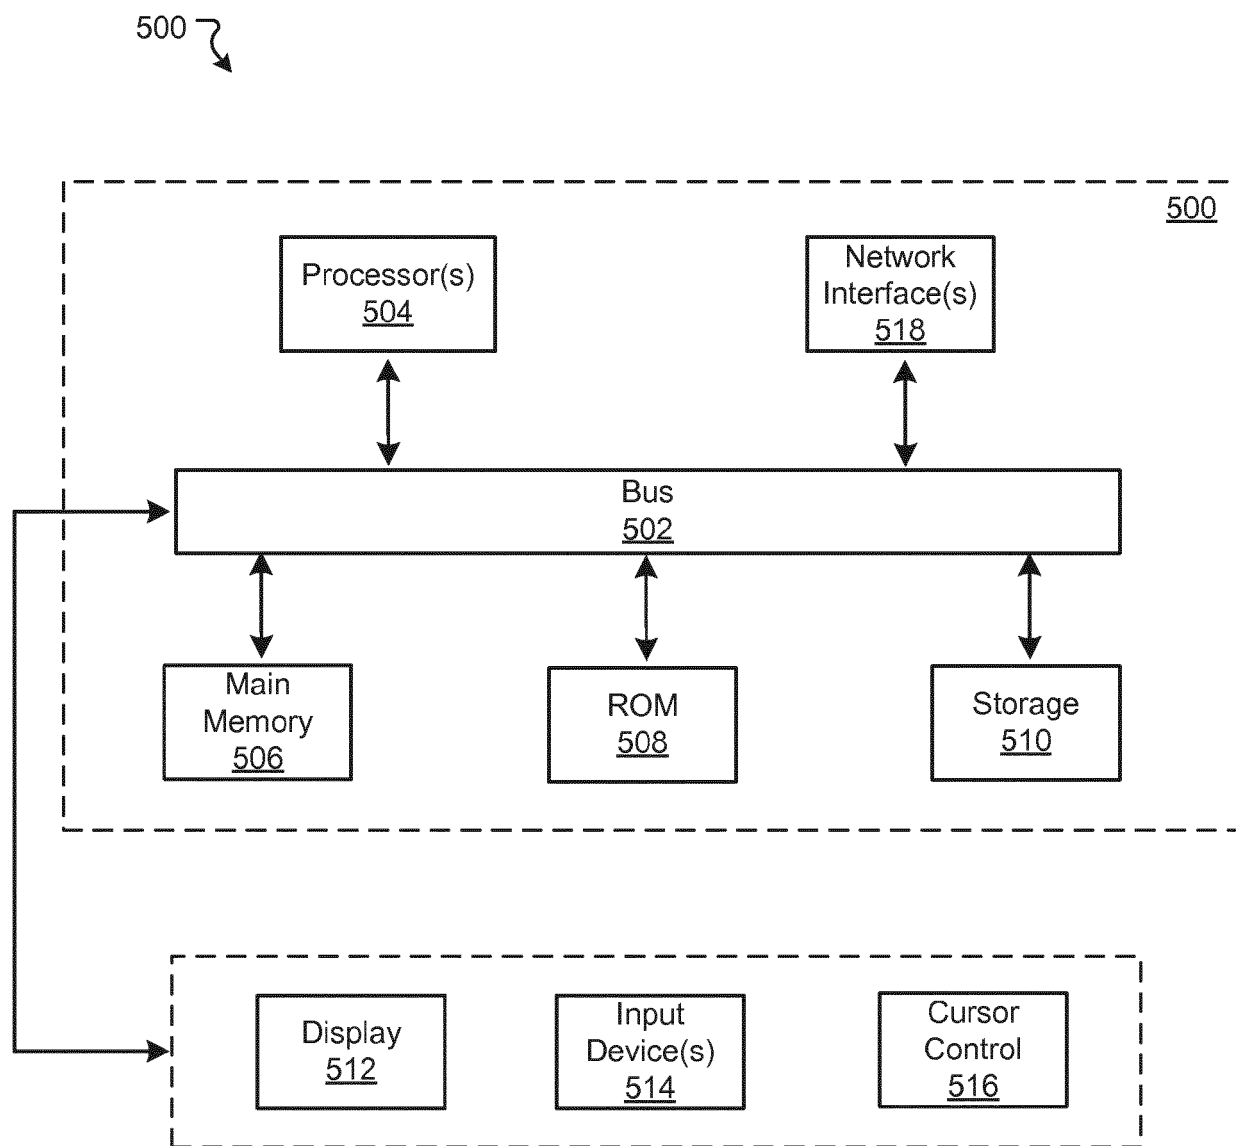 500
500
Processor(s)
504
Network
Interface(s)
518
Bus
502
Main
Memory
506
ROM
508
Storage
510
Display
512
Input
Device(s)
514
Cursor
Control
516